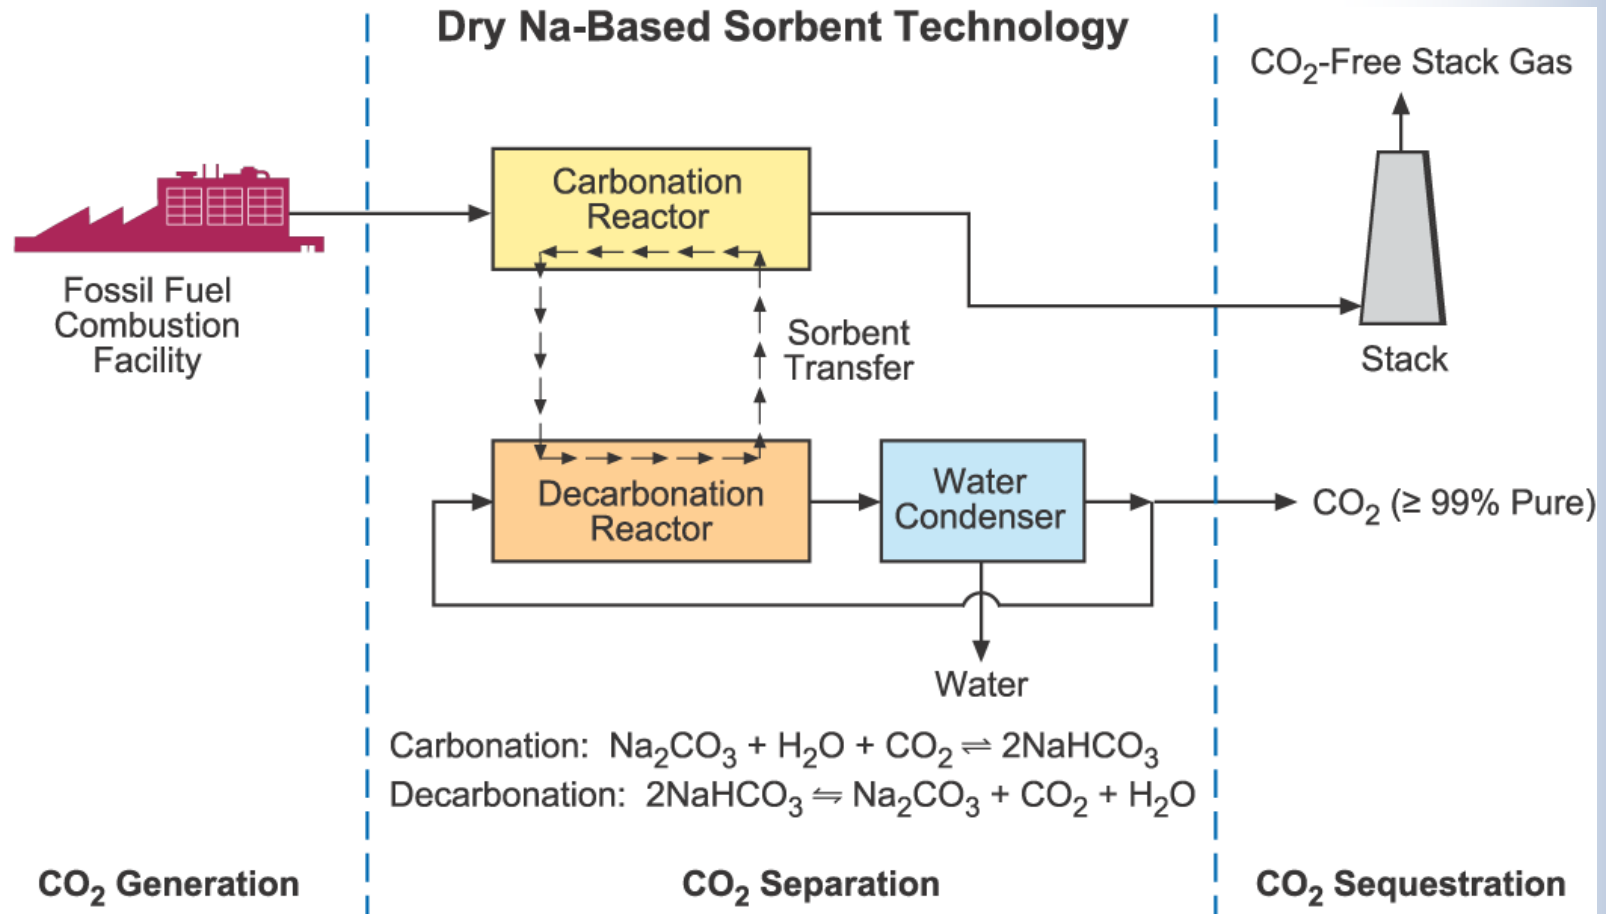 Dry Na-Based Sorbent Technology
CO₂-Free Stack Gas
Carbonation
Reactor
Fossil Fuel
Combustion
Facility
Sorbent
Transfer
Stack
Decarbonation
Reactor
Water
Condenser
CO₂ (≥ 99% Pure)
Water
Carbonation: Na₂CO₃ + H₂O + CO₂ ⇌ 2NaHCO₃
Decarbonation: 2NaHCO₃ ⇋ Na₂CO₃ + CO₂ + H₂O
CO₂ Generation
CO₂ Separation
CO₂ Sequestration